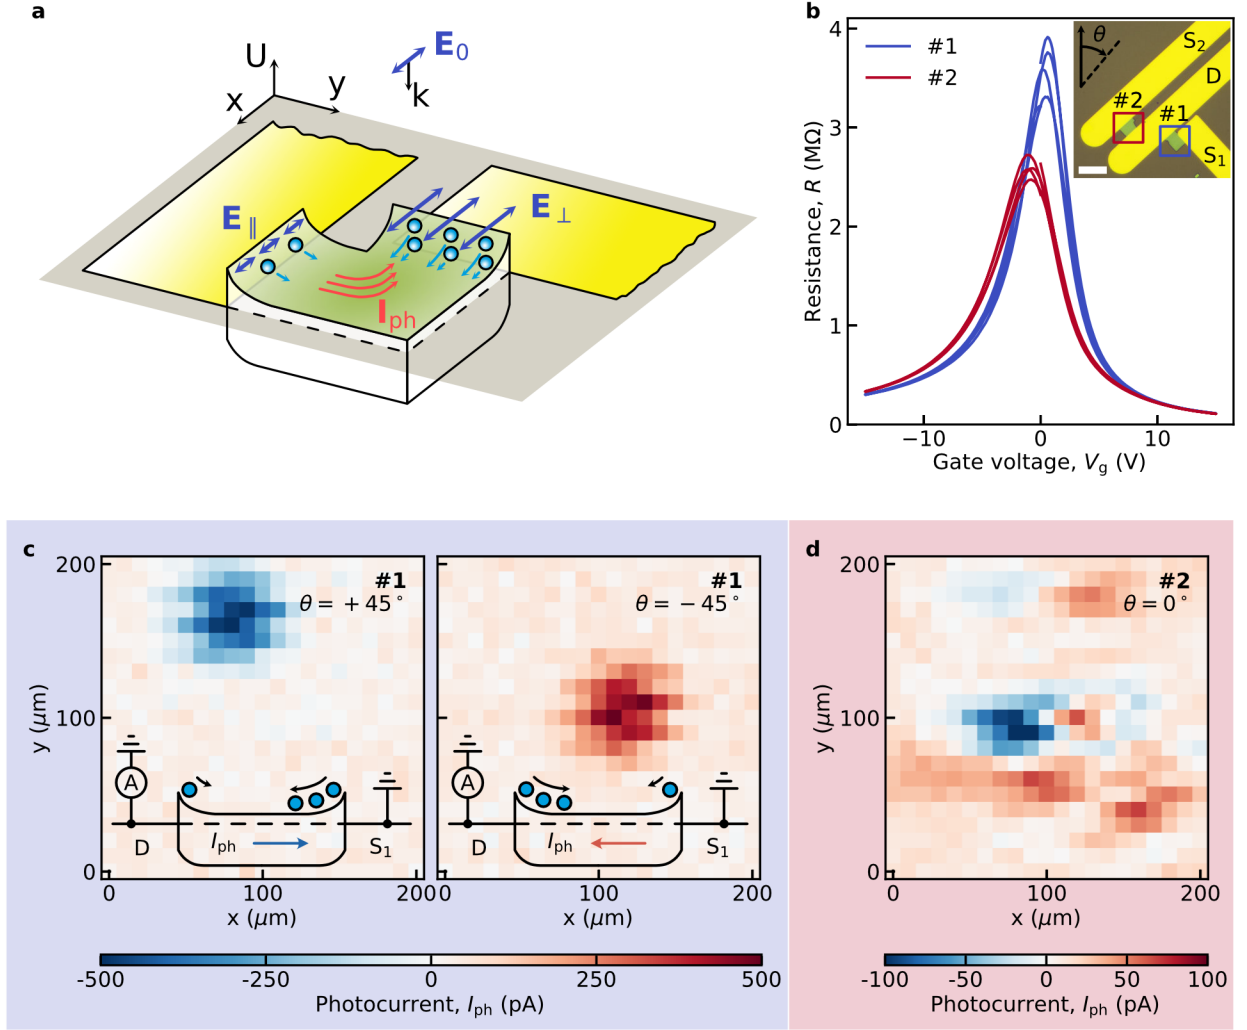 a
U
x
y
E₀
k
E∥
E⊥
Iph
b
#1
#2
θ
S₂
D
#2
#1
S₁
4
3
2
1
0
Resistance, R (MΩ)
−10
0
10
Gate voltage, Vg (V)
c
#1
θ = +45°
200
100
0
y (μm)
A
D
Iph
S₁
0
100
200
x (μm)
#1
θ = −45°
A
D
Iph
S₁
0
100
200
x (μm)
-500
-250
0
250
500
Photocurrent, Iph (pA)
d
#2
θ = 0°
200
100
0
y (μm)
0
100
200
x (μm)
-100
-50
0
50
100
Photocurrent, Iph (pA)